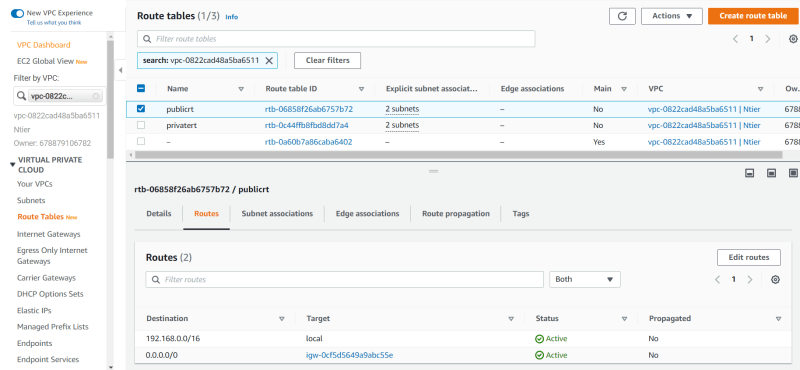 New VPC Experience
Tell us what you think
VPC Dashboard
EC2 Global View New
Filter by VPC:
vpc-0822c...
vpc-0822cad48a5ba6511
Ntier
Owner: 678879106782
VIRTUAL PRIVATE
CLOUD
Your VPCs
Subnets
Route Tables New
Internet Gateways
Egress Only Internet
Gateways
Carrier Gateways
DHCP Option Sets
Elastic IPs
Managed Prefix Lists
Endpoints
Endpoint Services
Route tables (1/3) Info
Actions
Create route table
Filter route tables
1
search: vpc-0822cad48a5ba6511
Clear filters
Name Route table ID Explicit subnet associat... Edge associations Main VPC Ow...
publicrt rtb-06858f26ab6757b72 2 subnets – No vpc-0822cad48a5ba6511 | Ntier 6788
privatert rtb-0c44ffb8fbd8dd7a4 2 subnets – No vpc-0822cad48a5ba6511 | Ntier 6788
– rtb-0a60b7a86caba6402 – – Yes vpc-0822cad48a5ba6511 | Ntier 6788
rtb-06858f26ab6757b72 / publicrt
Details Routes Subnet associations Edge associations Route propagation Tags
Routes (2)
Edit routes
Filter routes
Both
1
Destination Target Status Propagated
192.168.0.0/16 local Active No
0.0.0.0/0 igw-0cf5d5649a9abc55e Active No